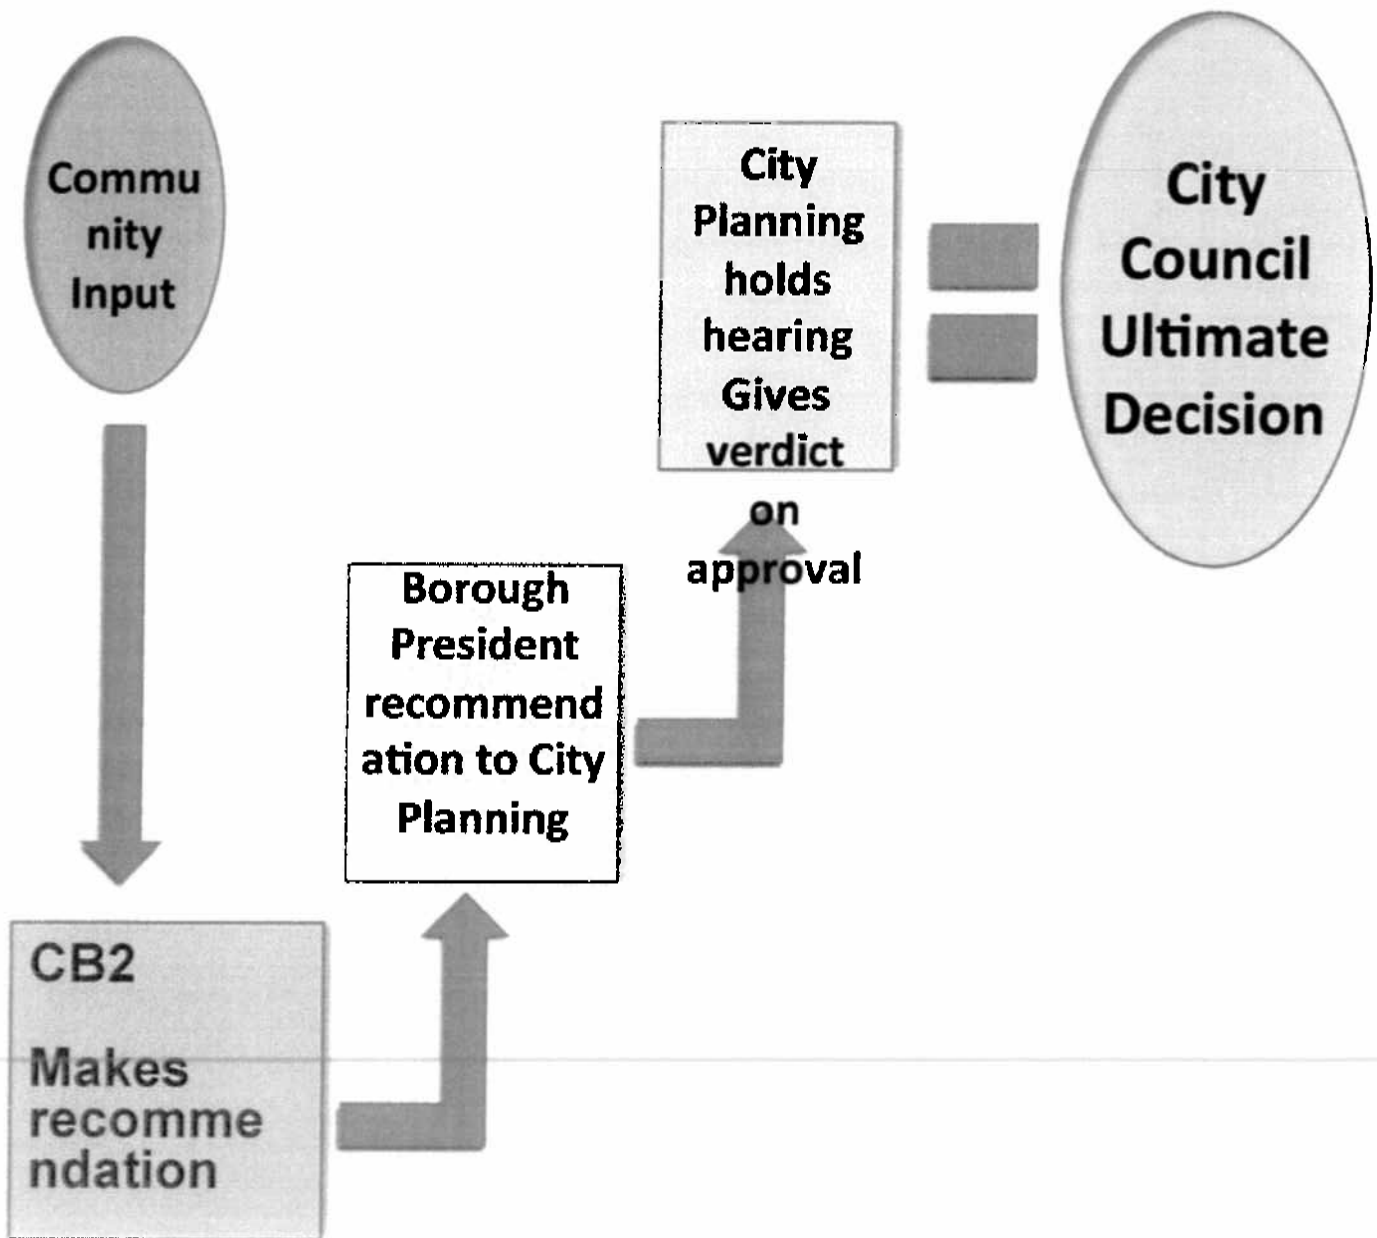 Commu
nity
Input
CB2
Makes
recomme
ndation
Borough
President
recommend
ation to City
Planning
City
Planning
holds
hearing
Gives
verdict
on
approval
City
Council
Ultimate
Decision